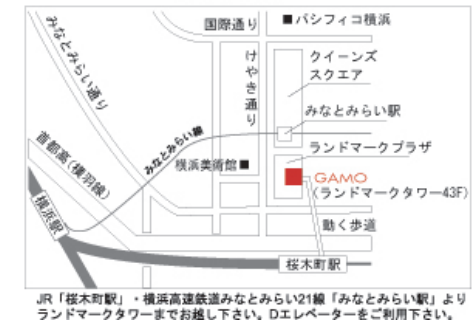 みなとみらい通り
国際通り
■パシフィコ横浜
けやき通り
クイーンズ
スクエア
みなとみらい駅
みなとみらい線
首都高(横羽線)
横浜美術館■
ランドマークプラザ
GAMO
(ランドマークタワー43F)
横浜駅
動く歩道
桜木町駅
JR「桜木町駅」・横浜高速鉄道みなとみらい21線「みなとみらい駅」より
ランドマークタワーまでお越し下さい。Dエレベーターをご利用下さい。